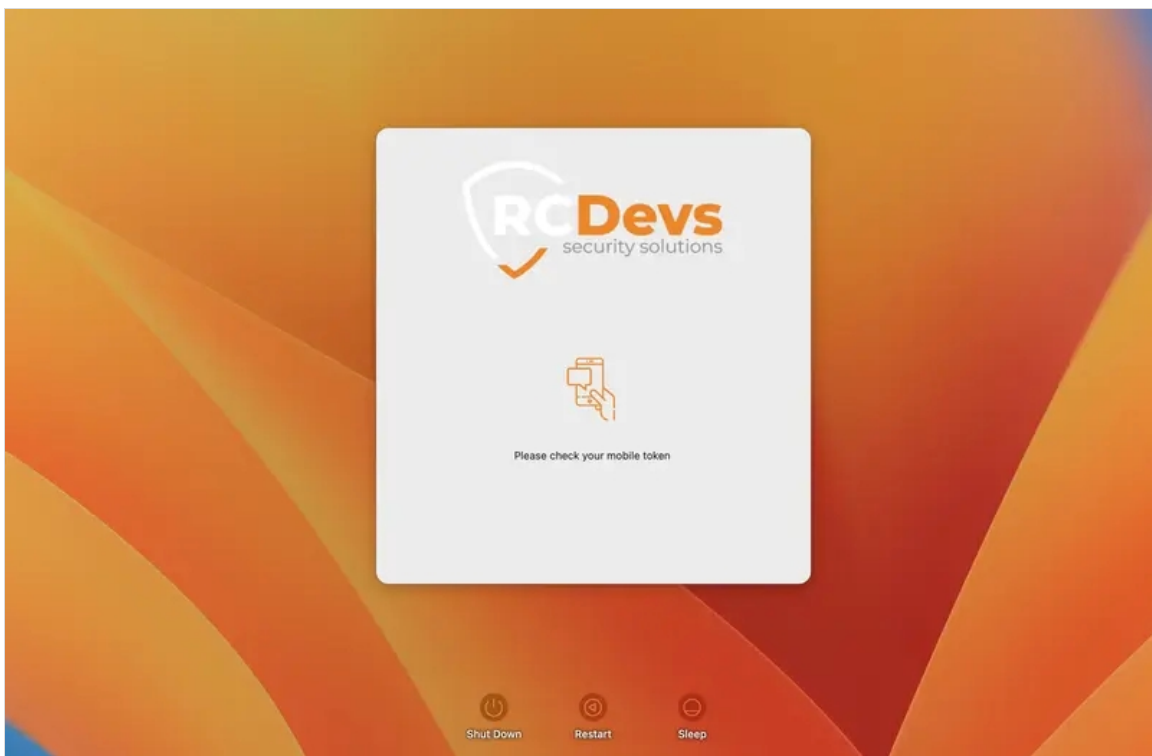 RCDevs
security solutions
Please check your mobile token
Shut Down
Restart
Sleep